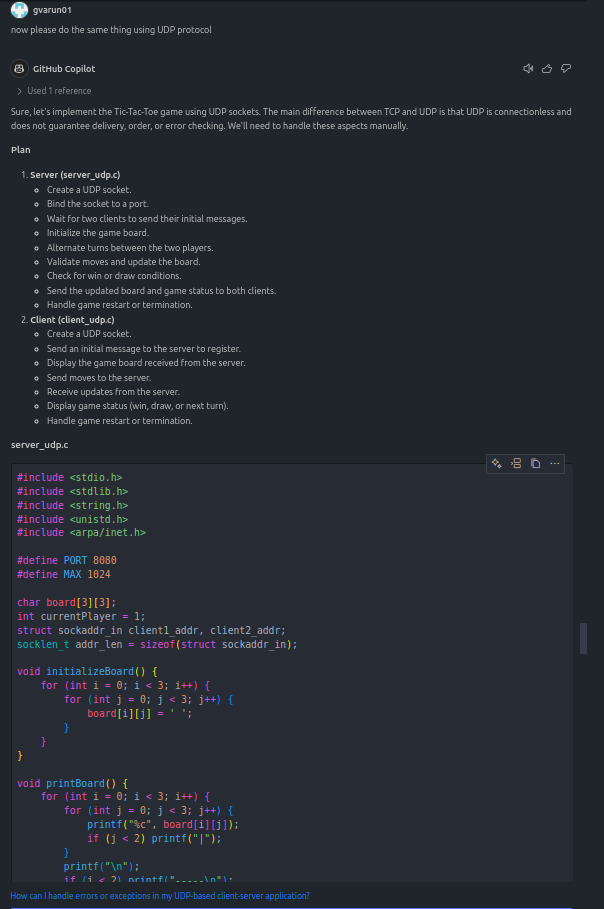 gvarun01
now please do the same thing using UDP protocol
GitHub Copilot
Used 1 reference
Sure, let's implement the Tic-Tac-Toe game using UDP sockets. The main difference between TCP and UDP is that UDP is connectionless and
does not guarantee delivery, order, or error checking. We'll need to handle these aspects manually.
Plan
1. Server (server_udp.c)
Create a UDP socket.
Bind the socket to a port.
Wait for two clients to send their initial messages.
Initialize the game board.
Alternate turns between the two players.
Validate moves and update the board.
Check for win or draw conditions.
Send the updated board and game status to both clients.
Handle game restart or termination.
2. Client (client_udp.c)
Create a UDP socket.
Send an initial message to the server to register.
Display the game board received from the server.
Send moves to the server.
Receive updates from the server.
Display game status (win, draw, or next turn).
Handle game restart or termination.
server_udp.c
#include <stdio.h>
#include <stdlib.h>
#include <string.h>
#include <unistd.h>
#include <arpa/inet.h>
#define PORT 8080
#define MAX 1024
char board[3][3];
int currentPlayer = 1;
struct sockaddr_in client1_addr, client2_addr;
socklen_t addr_len = sizeof(struct sockaddr_in);
void initializeBoard() {
    for (int i = 0; i < 3; i++) {
        for (int j = 0; j < 3; j++) {
            board[i][j] = ' ';
        }
    }
}
void printBoard() {
    for (int i = 0; i < 3; i++) {
        for (int j = 0; j < 3; j++) {
            printf("%c", board[i][j]);
            if (j < 2) printf("|");
        }
        printf("\n");
        if (i < 2) printf("-----\n");
How can I handle errors or exceptions in my UDP-based client-server application?